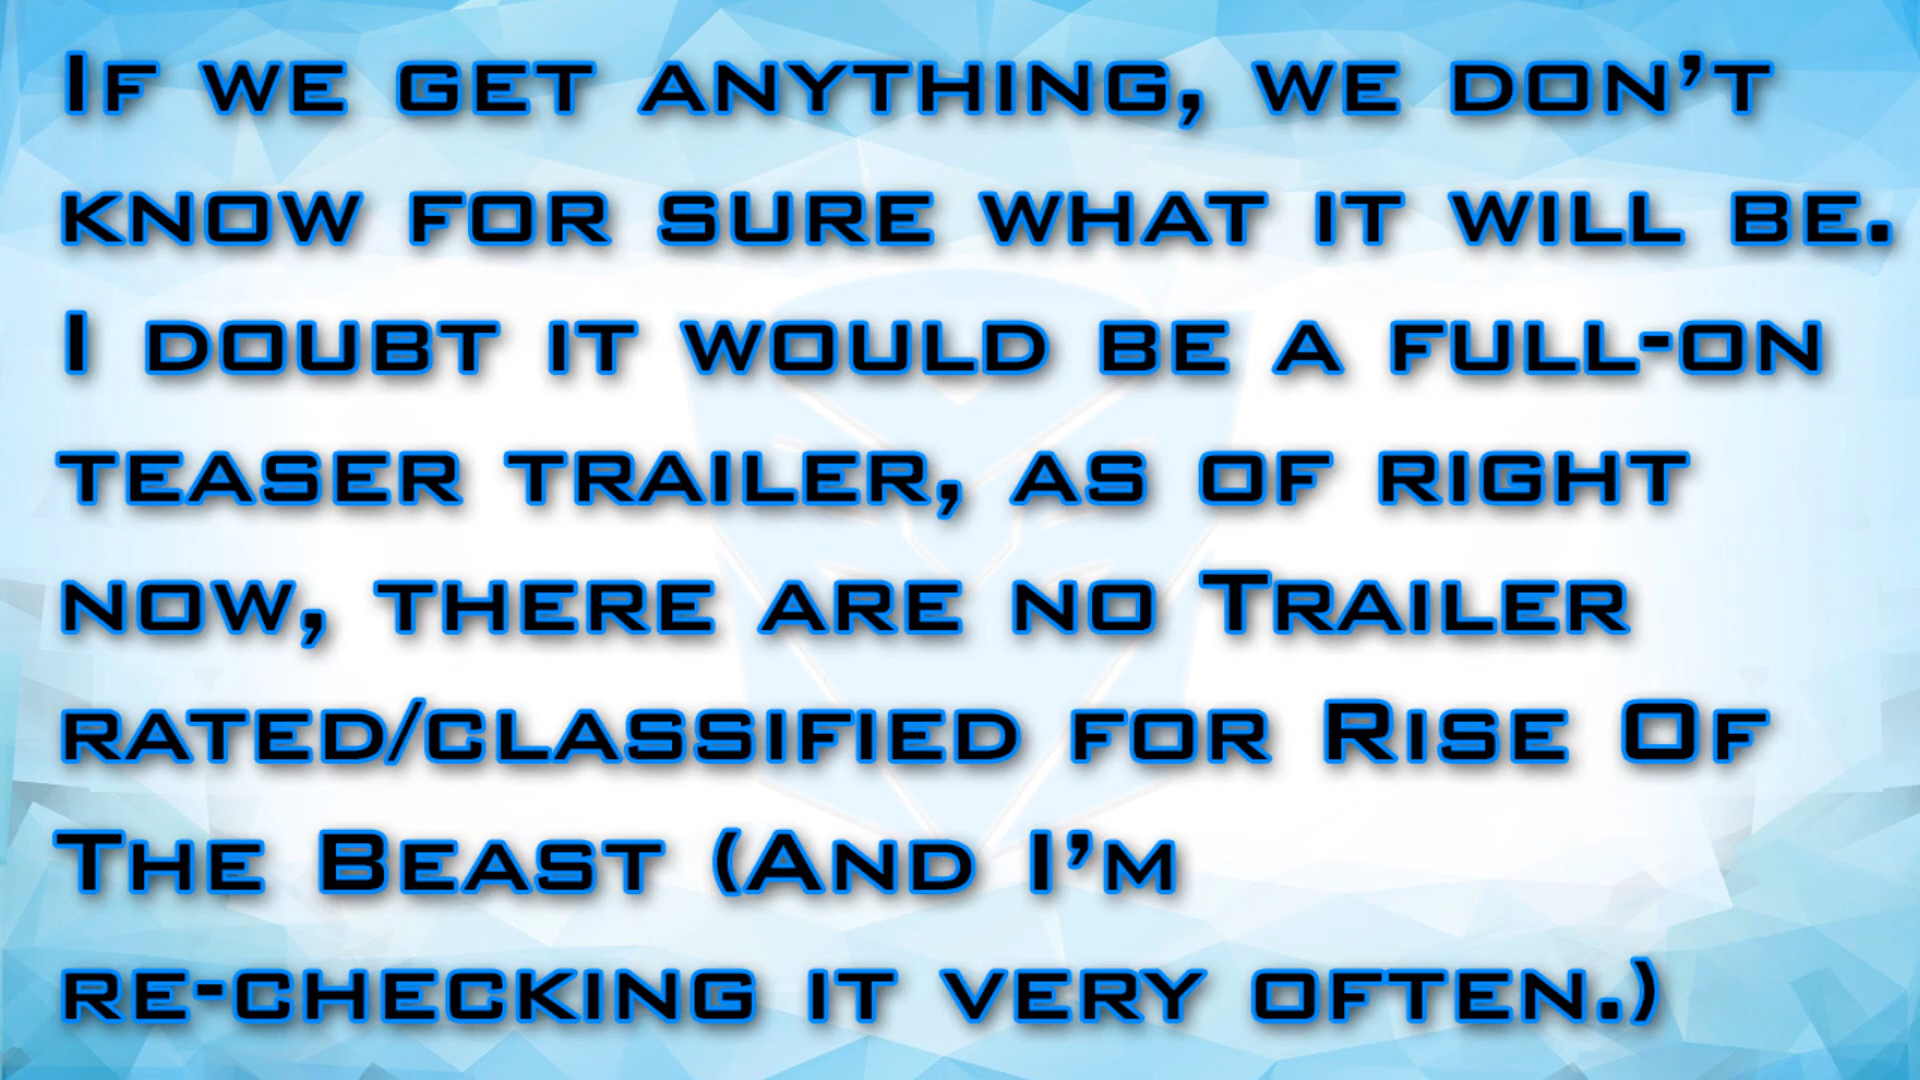 If we get anything, we don't
know for sure what it will be.
I doubt it would be a full-on
teaser trailer, as of right
now, there are no Trailer
rated/classified for Rise Of
The Beast (And I'm
re-checking it very often.)